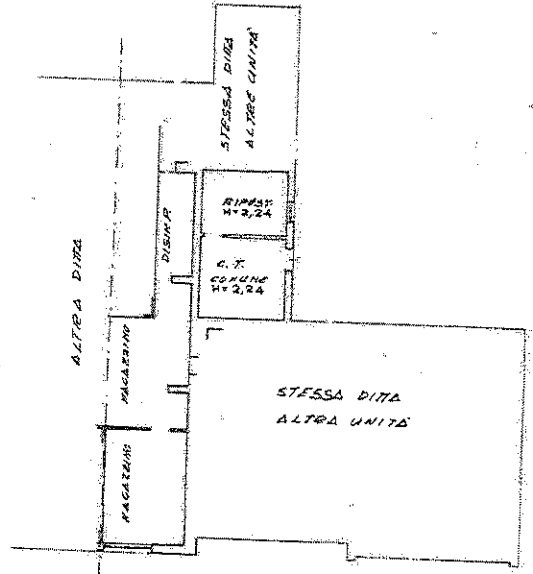 STESSA DITTA
ALTRE UNITÀ
RIPOST.
H=2,24
DISIMP.
C.T.
COMUNE
H=2,24
ALTRA DITTA
MAGAZZINO
STESSA DITTA
ALTRA UNITÀ
MAGAZZINO